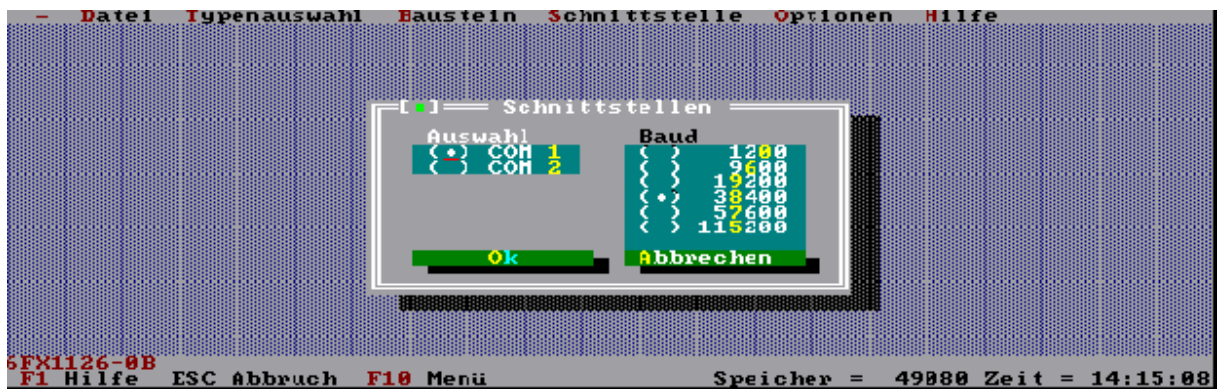 - Datei Typenauswahl Baustein Schnittstelle Optionen Hilfe
Schnittstellen
Auswahl
(•) COM 1
( ) COM 2
Baud
( ) 1200
( ) 9600
( ) 19200
(•) 38400
( ) 57600
( ) 115200
Ok
Abbrechen
6FX1126-0B
F1 Hilfe ESC Abbruch F10 Menü Speicher = 49080 Zeit = 14:15:08